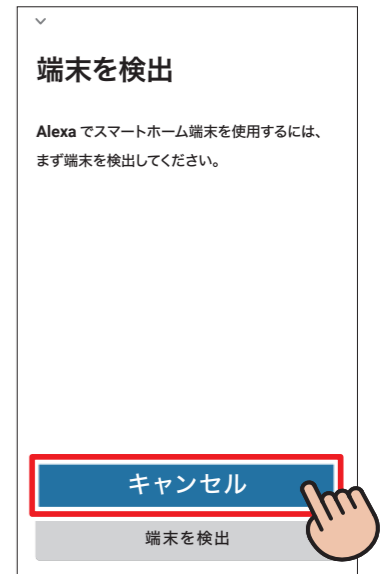 端末を検出
Alexa でスマートホーム端末を使用するには、
まず端末を検出してください。
キャンセル
端末を検出